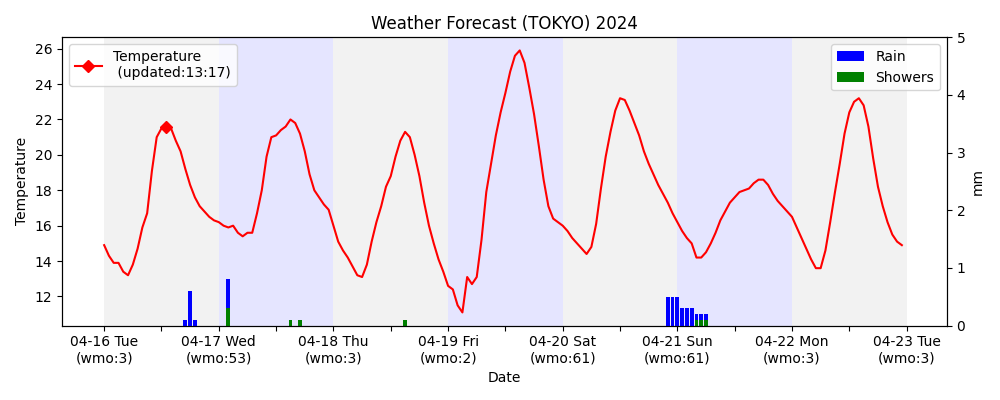 Weather Forecast (TOKYO) 2024
Temperature
(updated:13:17)
Rain
Showers
Temperature
26
24
22
20
18
16
14
12
5
4
3
2
1
0
mm
04-16 Tue
(wmo:3)
04-17 Wed
(wmo:53)
04-18 Thu
(wmo:3)
04-19 Fri
(wmo:2)
04-20 Sat
(wmo:61)
04-21 Sun
(wmo:61)
04-22 Mon
(wmo:3)
04-23 Tue
(wmo:3)
Date